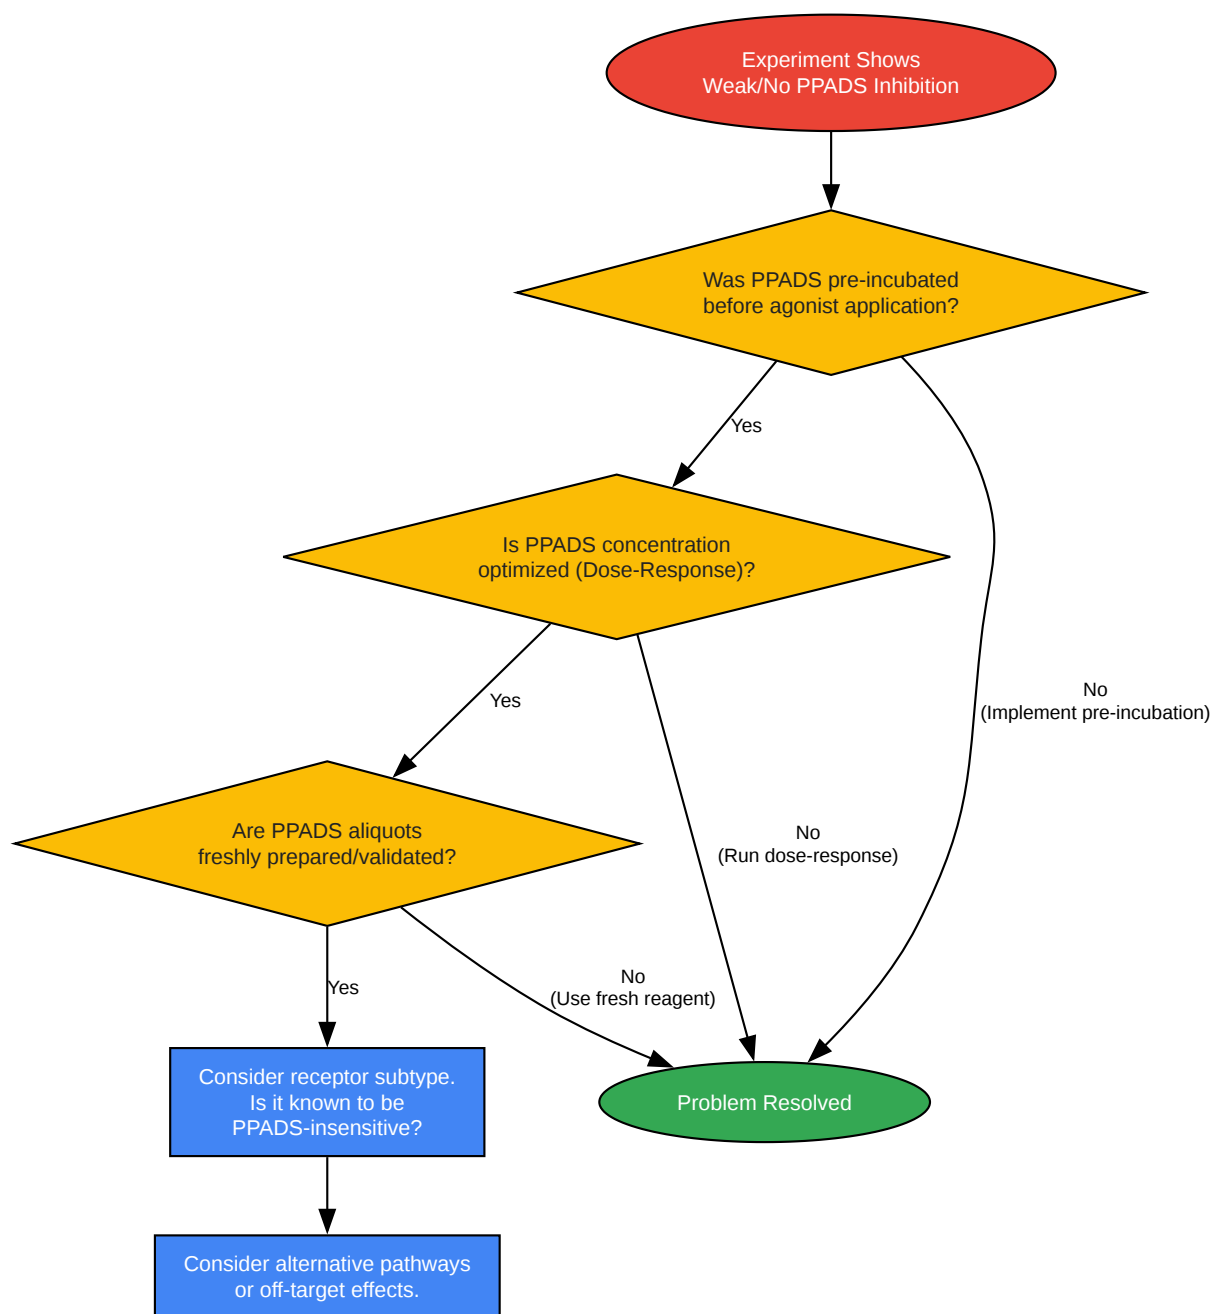 Experiment Shows
Weak/No PPADS Inhibition
Was PPADS pre-incubated
before agonist application?
Yes
Is PPADS concentration
optimized (Dose-Response)?
No
(Implement pre-incubation)
Yes
Are PPADS aliquots
freshly prepared/validated?
No
(Run dose-response)
Yes
No
(Use fresh reagent)
Consider receptor subtype.
Is it known to be
PPADS-insensitive?
Problem Resolved
Consider alternative pathways
or off-target effects.